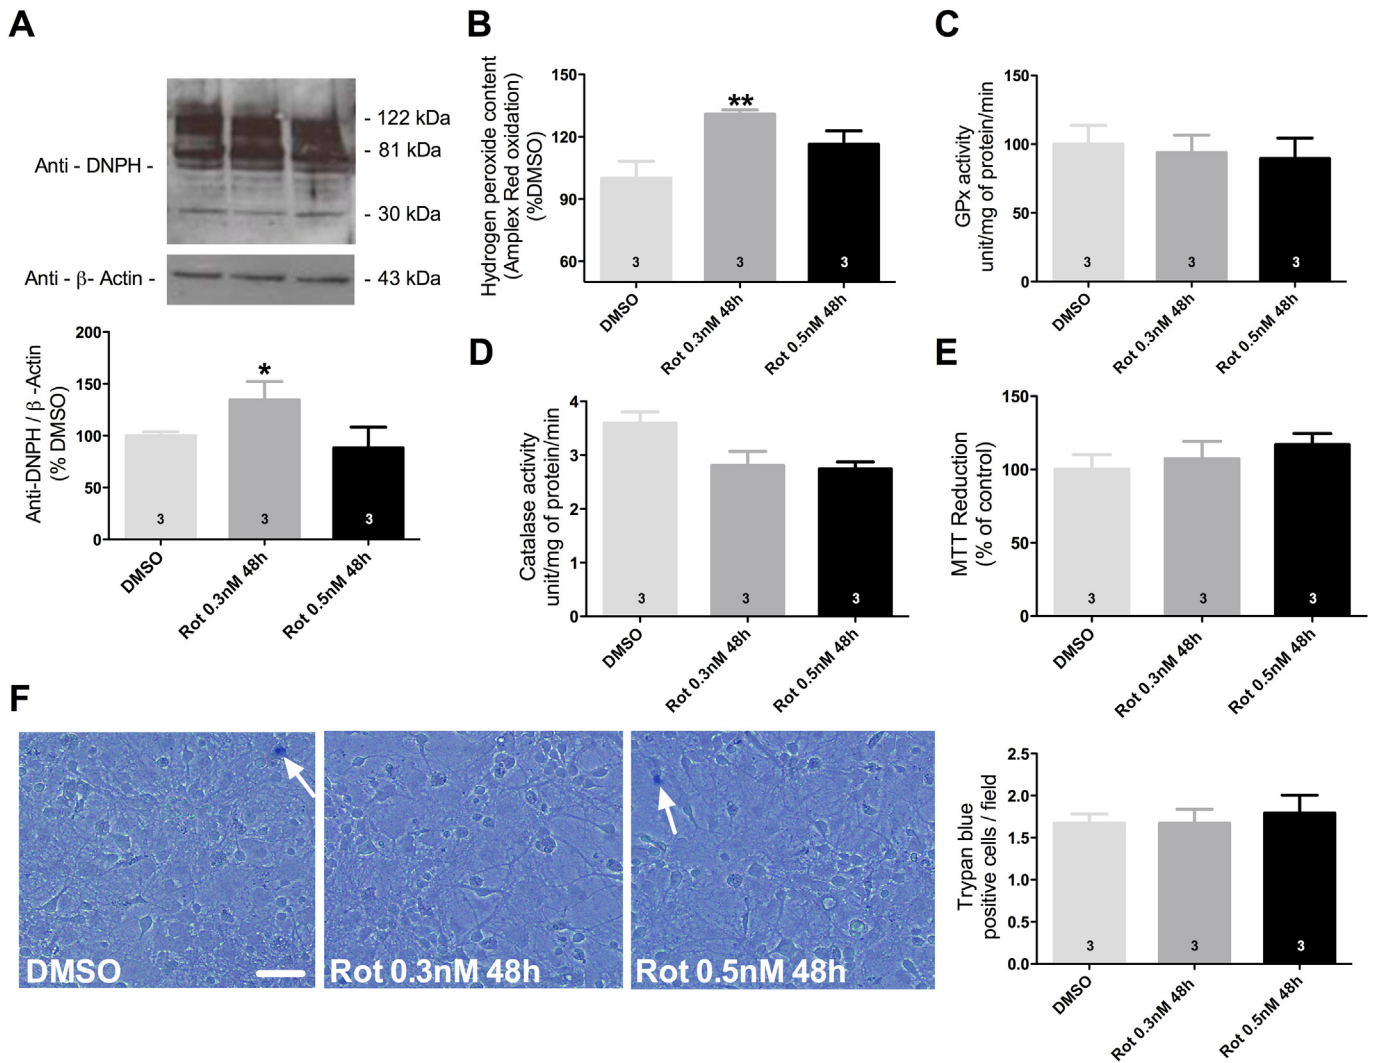 A
Anti - DNPH -
- 122 kDa
- 81 kDa
- 30 kDa
Anti - β- Actin -
- 43 kDa
Anti-DNPH / β -Actin
(% DMSO)
200
150
100
50
0
*
3
3
3
DMSO
Rot 0.3nM 48h
Rot 0.5nM 48h
B
Hydrogen peroxide content
(Amplex Red oxidation)
(%DMSO)
150
120
90
60
**
3
3
3
DMSO
Rot 0.3nM 48h
Rot 0.5nM 48h
C
GPx activity
unit/mg of protein/min
150
100
50
0
3
3
3
DMSO
Rot 0.3nM 48h
Rot 0.5nM 48h
D
Catalase activity
unit/mg of protein/min
4
3
2
1
0
3
3
3
DMSO
Rot 0.3nM 48h
Rot 0.5nM 48h
E
MTT Reduction
(% of control)
150
100
50
0
3
3
3
DMSO
Rot 0.3nM 48h
Rot 0.5nM 48h
F
DMSO
Rot 0.3nM 48h
Rot 0.5nM 48h
Trypan blue
positive cells / field
2.5
2.0
1.5
1.0
0.5
0.0
3
3
3
DMSO
Rot 0.3nM 48h
Rot 0.5nM 48h